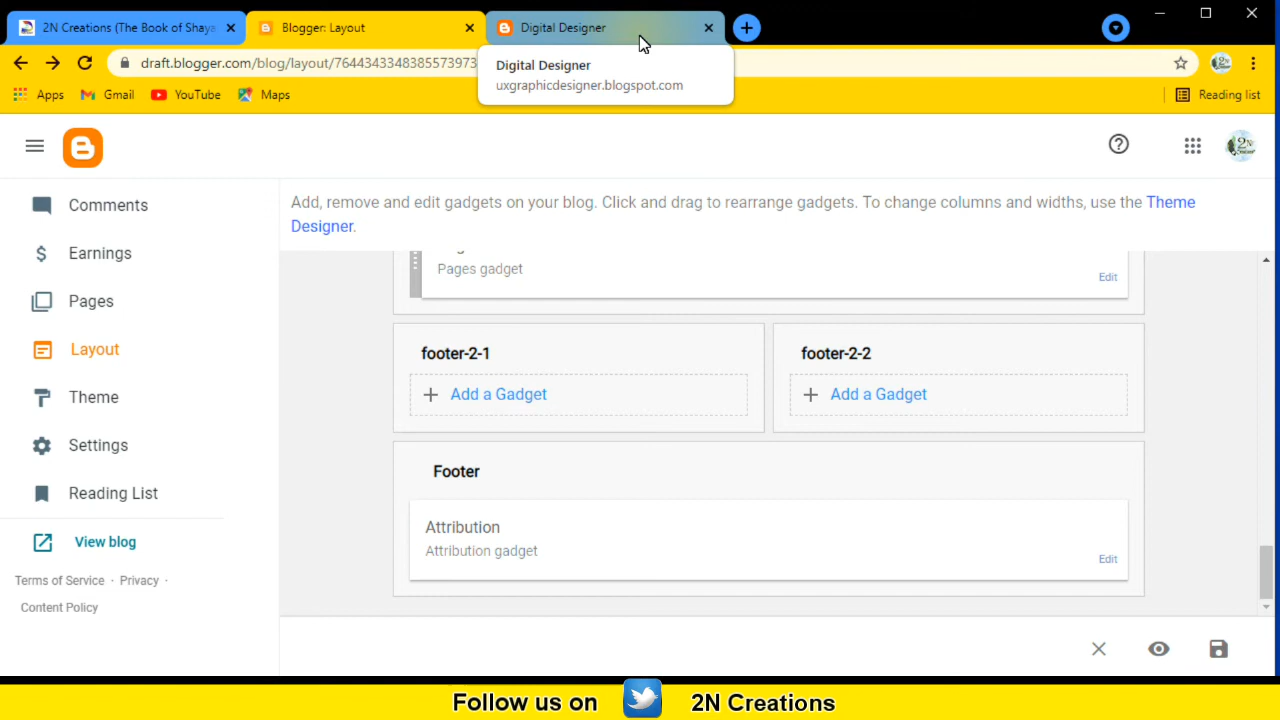 2N Creations (The Book of Shaya
Blogger: Layout
Digital Designer
draft.blogger.com/blog/layout/7644343348385573973
Digital Designer
uxgraphicdesigner.blogspot.com
Apps
Gmail
YouTube
Maps
Reading list
Add, remove and edit gadgets on your blog. Click and drag to rearrange gadgets. To change columns and widths, use the Theme
Designer.
Comments
Earnings
Pages
Layout
Theme
Settings
Reading List
View blog
Terms of Service · Privacy ·
Content Policy
Pages gadget
Edit
footer-2-1
Add a Gadget
footer-2-2
Add a Gadget
Footer
Attribution
Attribution gadget
Edit
Follow us on 2N Creations